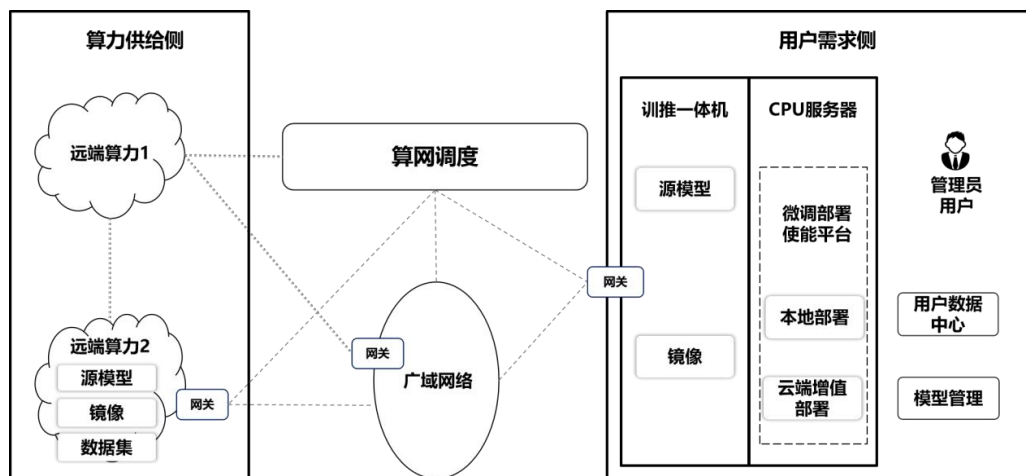 算力供给侧
远端算力1
远端算力2
源模型
镜像
数据集
网关
算网调度
网关
广域网络
用户需求侧
网关
训推一体机
源模型
镜像
CPU服务器
微调部署
使能平台
本地部署
云端增值
部署
管理员
用户
用户数据
中心
模型管理